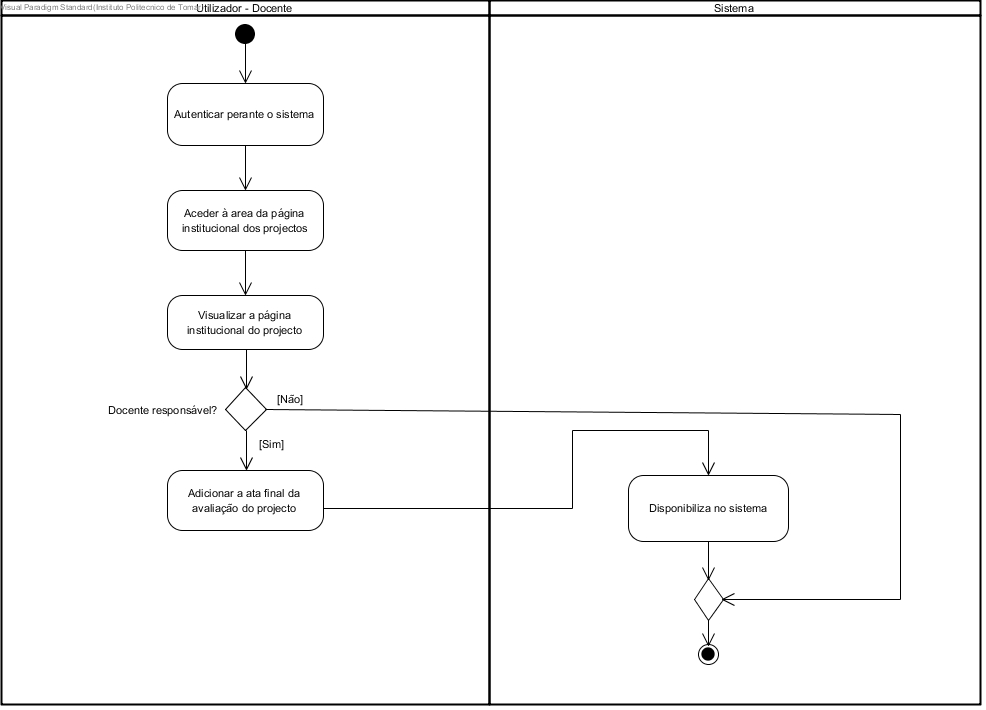 Visual Paradigm Standard(Instituto Politecnico de Tomar
Utilizador - Docente
Sistema
Autenticar perante o sistema
Aceder à area da página
institucional dos projectos
Visualizar a página
institucional do projecto
Docente responsável?
[Não]
[Sim]
Adicionar a ata final da
avaliação do projecto
Disponibiliza no sistema